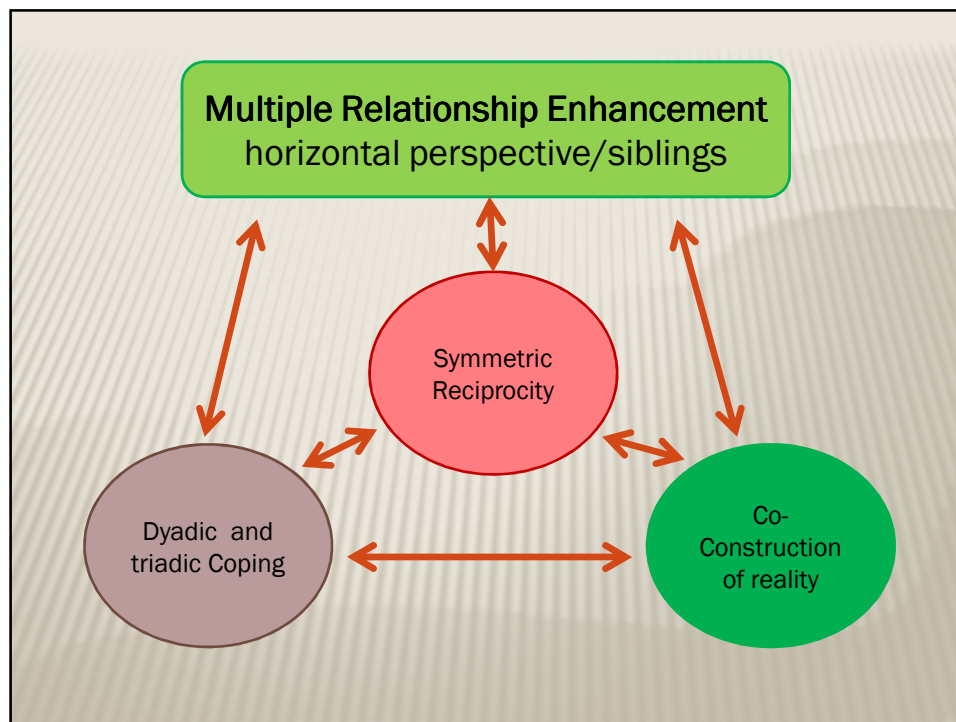 Multiple Relationship Enhancement
horizontal perspective/siblings
Symmetric
Reciprocity
Dyadic and
triadic Coping
Co-
Construction
of reality